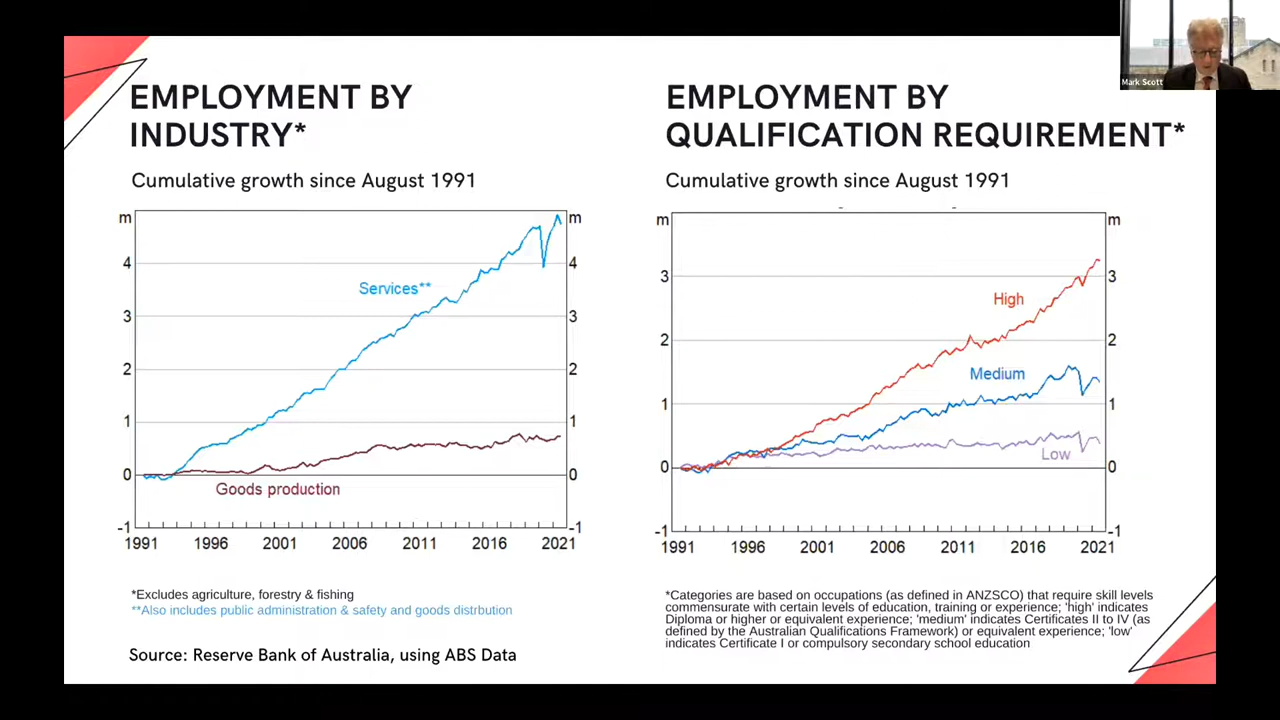 Mark Scott
EMPLOYMENT BY
INDUSTRY*
Cumulative growth since August 1991
m
m
4
4
3
3
2
2
1
1
0
0
-1
-1
Services**
Goods production
1991
1996
2001
2006
2011
2016
2021
*Excludes agriculture, forestry & fishing
**Also includes public administration & safety and goods distrbution
Source: Reserve Bank of Australia, using ABS Data
EMPLOYMENT BY
QUALIFICATION REQUIREMENT*
Cumulative growth since August 1991
m
m
3
3
2
2
1
1
0
0
-1
-1
High
Medium
Low
1991
1996
2001
2006
2011
2016
2021
*Categories are based on occupations (as defined in ANZSCO) that require skill levels
commensurate with certain levels of education, training or experience; 'high' indicates
Diploma or higher or equivalent experience; 'medium' indicates Certificates II to IV (as
defined by the Australian Qualifications Framework) or equivalent experience; 'low'
indicates Certificate I or compulsory secondary school education